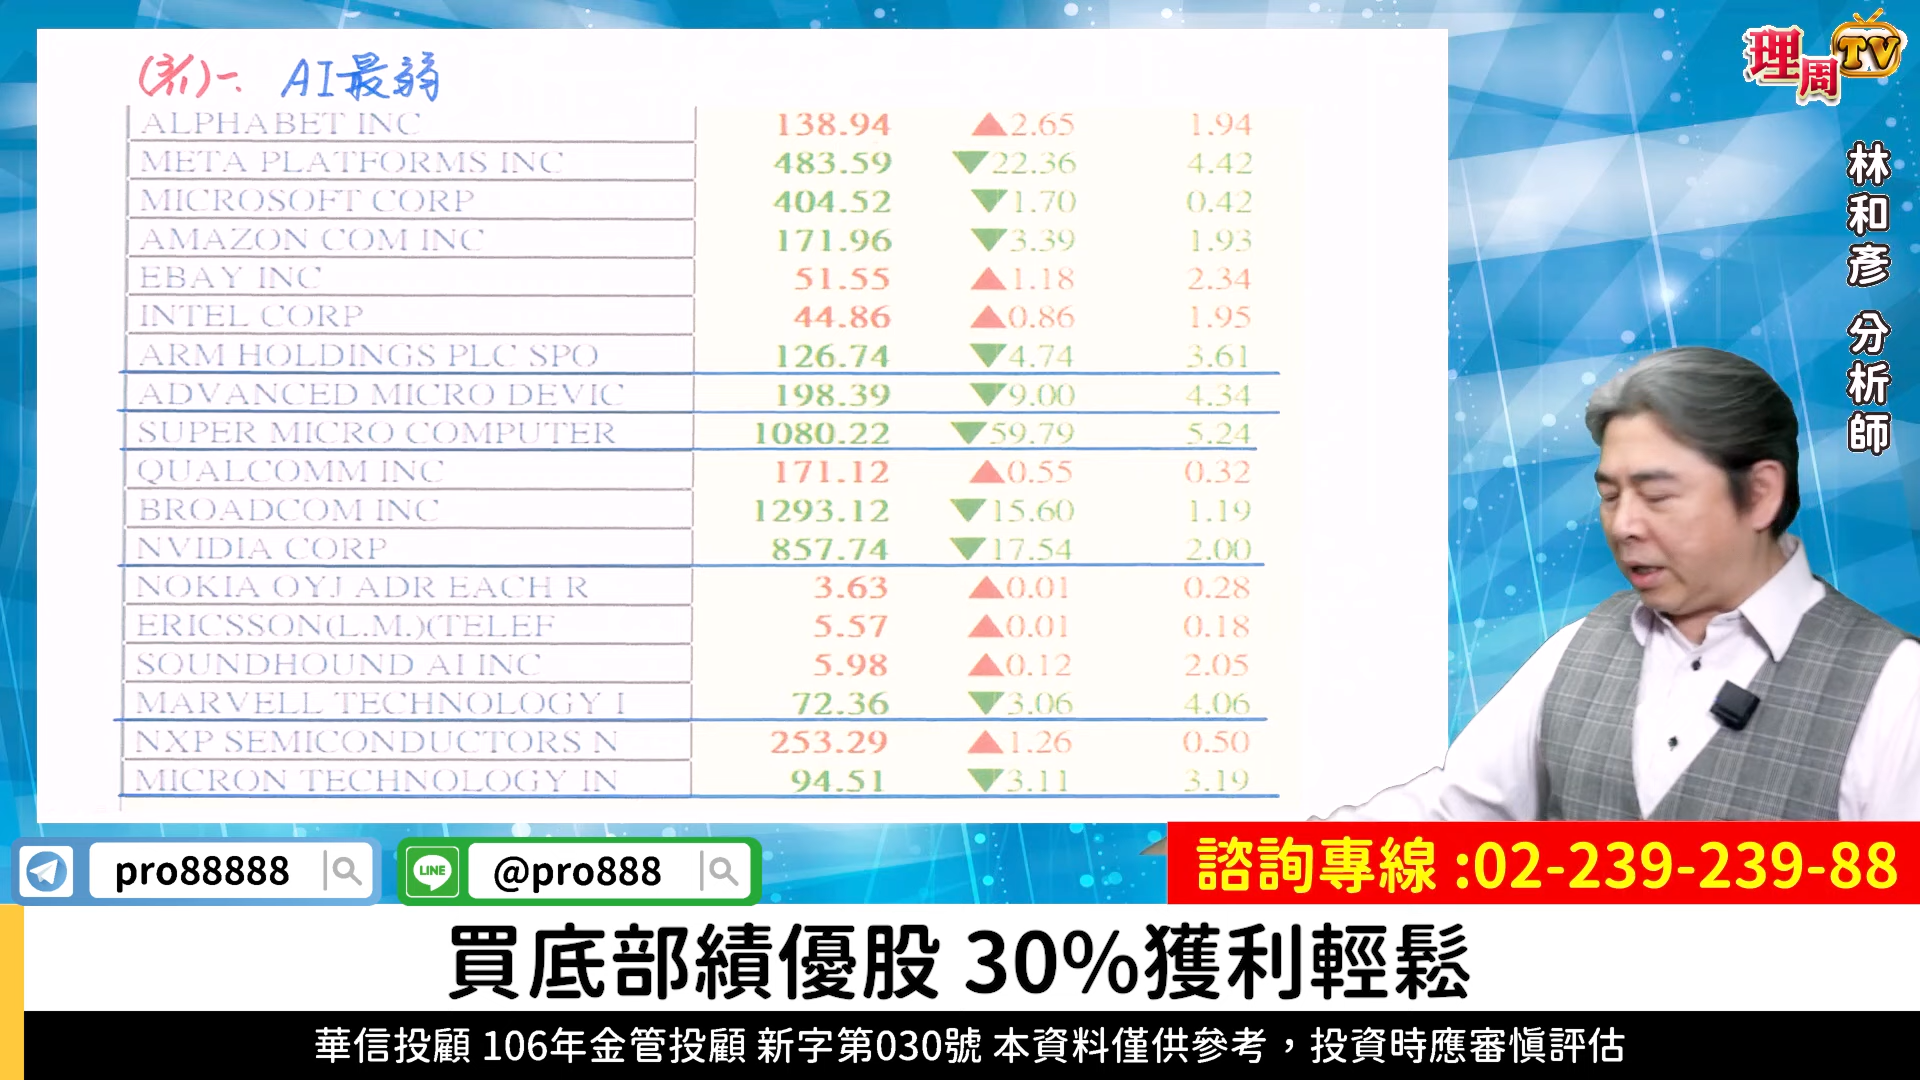 (彩)一. AI最弱
ALPHABET INC 138.94 ▲2.65 1.94
META PLATFORMS INC 483.59 ▼22.36 4.42
MICROSOFT CORP 404.52 ▼1.70 0.42
AMAZON COM INC 171.96 ▼3.39 1.93
EBAY INC 51.55 ▲1.18 2.34
INTEL CORP 44.86 ▲0.86 1.95
ARM HOLDINGS PLC SPO 126.74 ▼4.74 3.61
ADVANCED MICRO DEVIC 198.39 ▼9.00 4.34
SUPER MICRO COMPUTER 1080.22 ▼59.79 5.24
QUALCOMM INC 171.12 ▲0.55 0.32
BROADCOM INC 1293.12 ▼15.60 1.19
NVIDIA CORP 857.74 ▼17.54 2.00
NOKIA OYJ ADR EACH R 3.63 ▲0.01 0.28
ERICSSON(L.M.)(TELEF 5.57 ▲0.01 0.18
SOUNDHOUND AI INC 5.98 ▲0.12 2.05
MARVELL TECHNOLOGY I 72.36 ▼3.06 4.06
NXP SEMICONDUCTORS N 253.29 ▲1.26 0.50
MICRON TECHNOLOGY IN 94.51 ▼3.11 3.19
理周TV
林和彥 分析師
pro88888
LINE @pro888
諮詢專線:02-239-239-88
買底部績優股 30%獲利輕鬆
華信投顧 106年金管投顧 新字第030號 本資料僅供參考，投資時應審慎評估